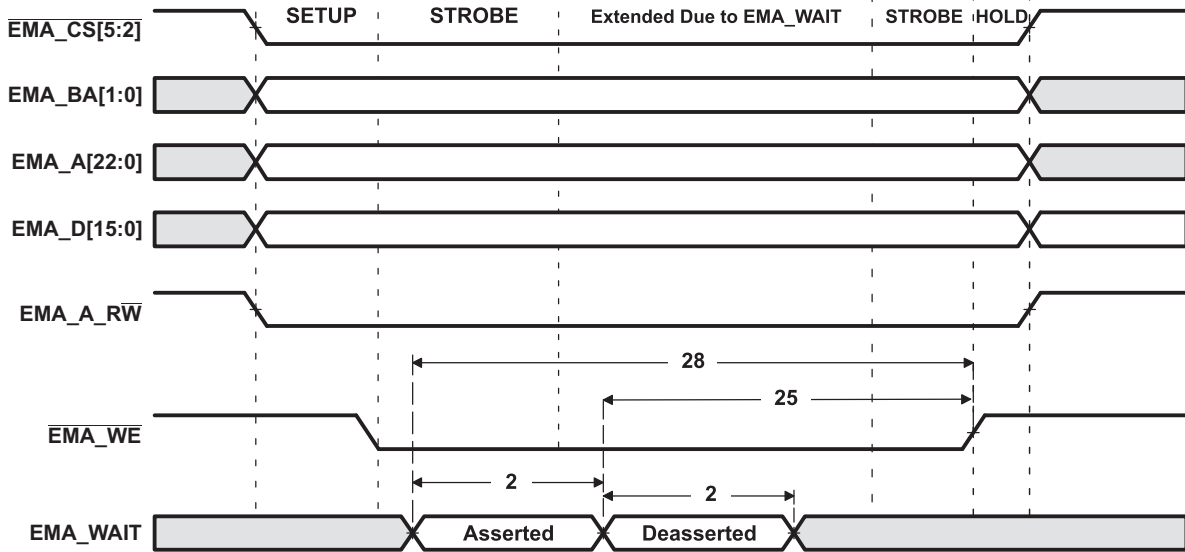 SETUP STROBE Extended Due to EMA_WAIT STROBE HOLD
EMA_CS[5:2]
EMA_BA[1:0]
EMA_A[22:0]
EMA_D[15:0]
EMA_A_RW
28
25
EMA_WE
2
2
EMA_WAIT Asserted Deasserted